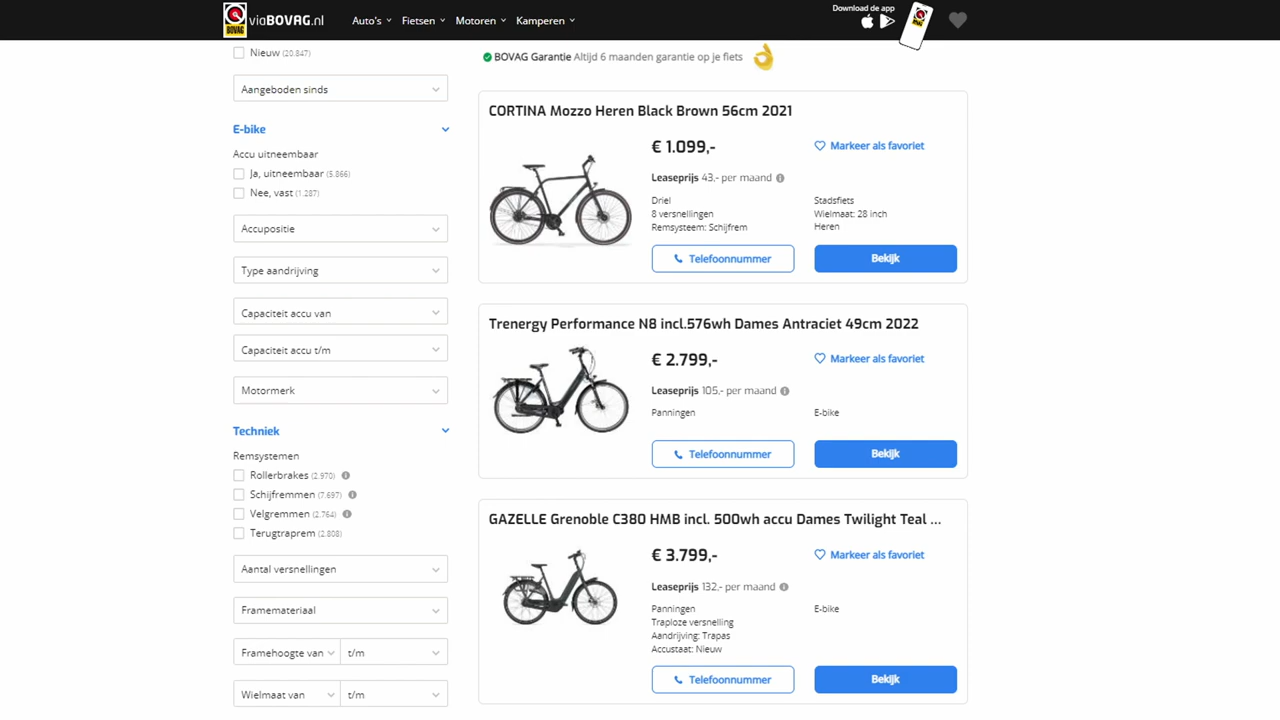 BOVAG
viaBOVAG.nl
Auto's
Fietsen
Motoren
Kamperen
Download de app
Nieuw (20.847)
Aangeboden sinds
E-bike
Accu uitneembaar
Ja, uitneembaar (5.866)
Nee, vast (1.287)
Accupositie
Type aandrijving
Capaciteit accu van
Capaciteit accu t/m
Motormerk
Techniek
Remsystemen
Rollerbrakes (2.970)
Schijfremmen (7.697)
Velgremmen (2.764)
Terugtraprem (2.808)
Aantal versnellingen
Framemateriaal
Framehoogte van
t/m
Wielmaat van
t/m
BOVAG Garantie Altijd 6 maanden garantie op je fiets
CORTINA Mozzo Heren Black Brown 56cm 2021
€ 1.099,-
Markeer als favoriet
Leaseprijs 43,- per maand
Driel
8 versnellingen
Remsysteem: Schijfrem
Stadsfiets
Wielmaat: 28 inch
Heren
Telefoonnummer
Bekijk
Trenergy Performance N8 incl.576wh Dames Antraciet 49cm 2022
€ 2.799,-
Markeer als favoriet
Leaseprijs 105,- per maand
Panningen
E-bike
Telefoonnummer
Bekijk
GAZELLE Grenoble C380 HMB incl. 500wh accu Dames Twilight Teal ...
€ 3.799,-
Markeer als favoriet
Leaseprijs 132,- per maand
Panningen
Traploze versnelling
Aandrijving: Trapas
Accustaat: Nieuw
E-bike
Telefoonnummer
Bekijk